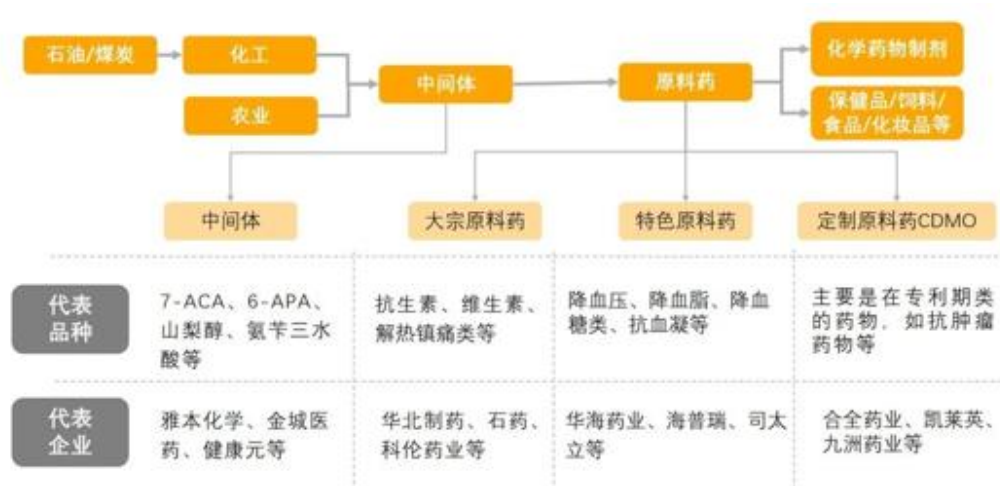 石油/煤炭
化工
农业
中间体
原料药
化学药物制剂
保健品/饲料/
食品/化妆品等
中间体
大宗原料药
特色原料药
定制原料药CDMO
代表
品种
7-ACA、6-APA、
山梨醇、氨苄三水
酸等
抗生素、维生素、
解热镇痛类等
降血压、降血脂、降血
糖类、抗血凝等
主要是在专利期类
的药物，如抗肿瘤
药物等
代表
企业
雅本化学、金城医
药、健康元等
华北制药、石药、
科伦药业等
华海药业、海普瑞、司太
立等
合全药业、凯莱英、
九洲药业等